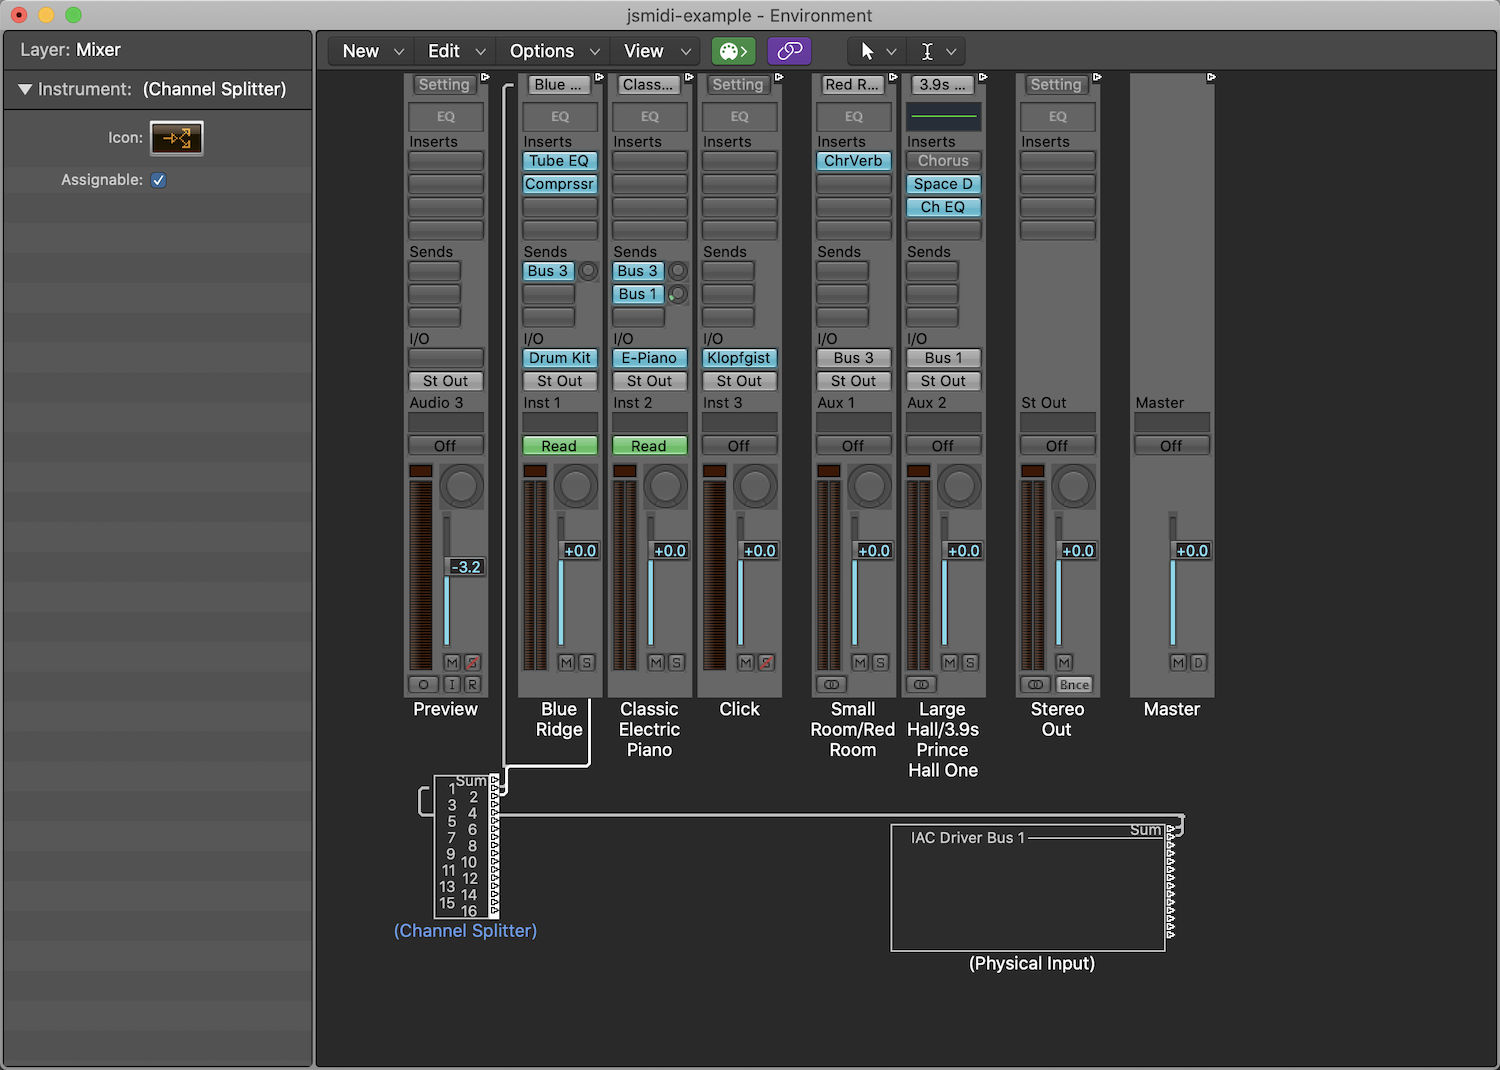 jsmidi-example - Environment
Layer: Mixer
Instrument: (Channel Splitter)
Icon:
Assignable:
New Edit Options View
Setting Blue ... Class... Setting Red R... 3.9s ... Setting
EQ EQ EQ EQ EQ EQ
Inserts Inserts Inserts Inserts Inserts Inserts Inserts
Tube EQ ChrVerb Chorus
Comprssr Space D
Ch EQ
Sends Sends Sends Sends Sends Sends
Bus 3 Bus 3
Bus 1
I/O I/O I/O I/O I/O I/O
Drum Kit E-Piano Klopfgist Bus 3 Bus 1
St Out St Out St Out St Out St Out St Out
Audio 3 Inst 1 Inst 2 Inst 3 Aux 1 Aux 2 St Out Master
Off Read Read Off Off Off Off Off
+0.0 +0.0 +0.0 +0.0 +0.0 +0.0 +0.0
-3.2
M S M S M S M S M S M S M M D
O I R Bnce
Preview
Blue
Ridge
Classic
Electric
Piano
Click
Small
Room/Red
Room
Large
Hall/3.9s
Prince
Hall One
Stereo
Out
Master
Sum
1
2
3
4
5
6
7
8
9
10
11
12
13
14
15
16
(Channel Splitter)
Sum
IAC Driver Bus 1
(Physical Input)